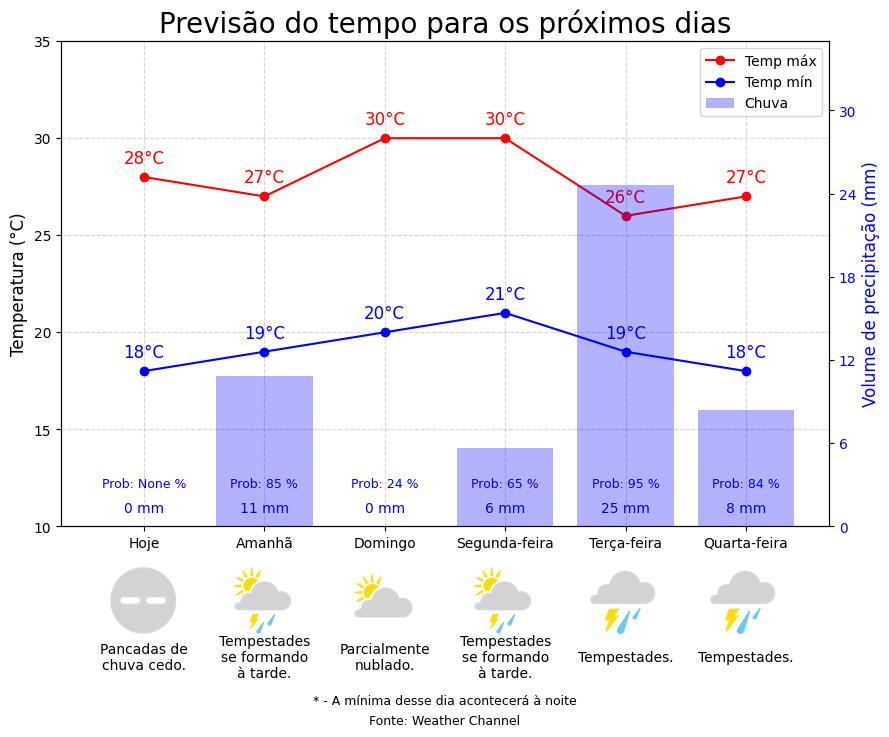 Previsão do tempo para os próximos dias
35
30
25
20
15
10
Temperatura (°C)
30
24
18
12
6
0
Volume de precipitação (mm)
Temp máx
Temp mín
Chuva
28°C
27°C
30°C
30°C
26°C
27°C
18°C
19°C
20°C
21°C
19°C
18°C
Prob: None %
Prob: 85 %
Prob: 24 %
Prob: 65 %
Prob: 95 %
Prob: 84 %
0 mm
11 mm
0 mm
6 mm
25 mm
8 mm
Hoje
Amanhã
Domingo
Segunda-feira
Terça-feira
Quarta-feira
Pancadas de
chuva cedo.
Tempestades
se formando
à tarde.
Parcialmente
nublado.
Tempestades
se formando
à tarde.
Tempestades.
Tempestades.
* - A mínima desse dia acontecerá à noite
Fonte: Weather Channel